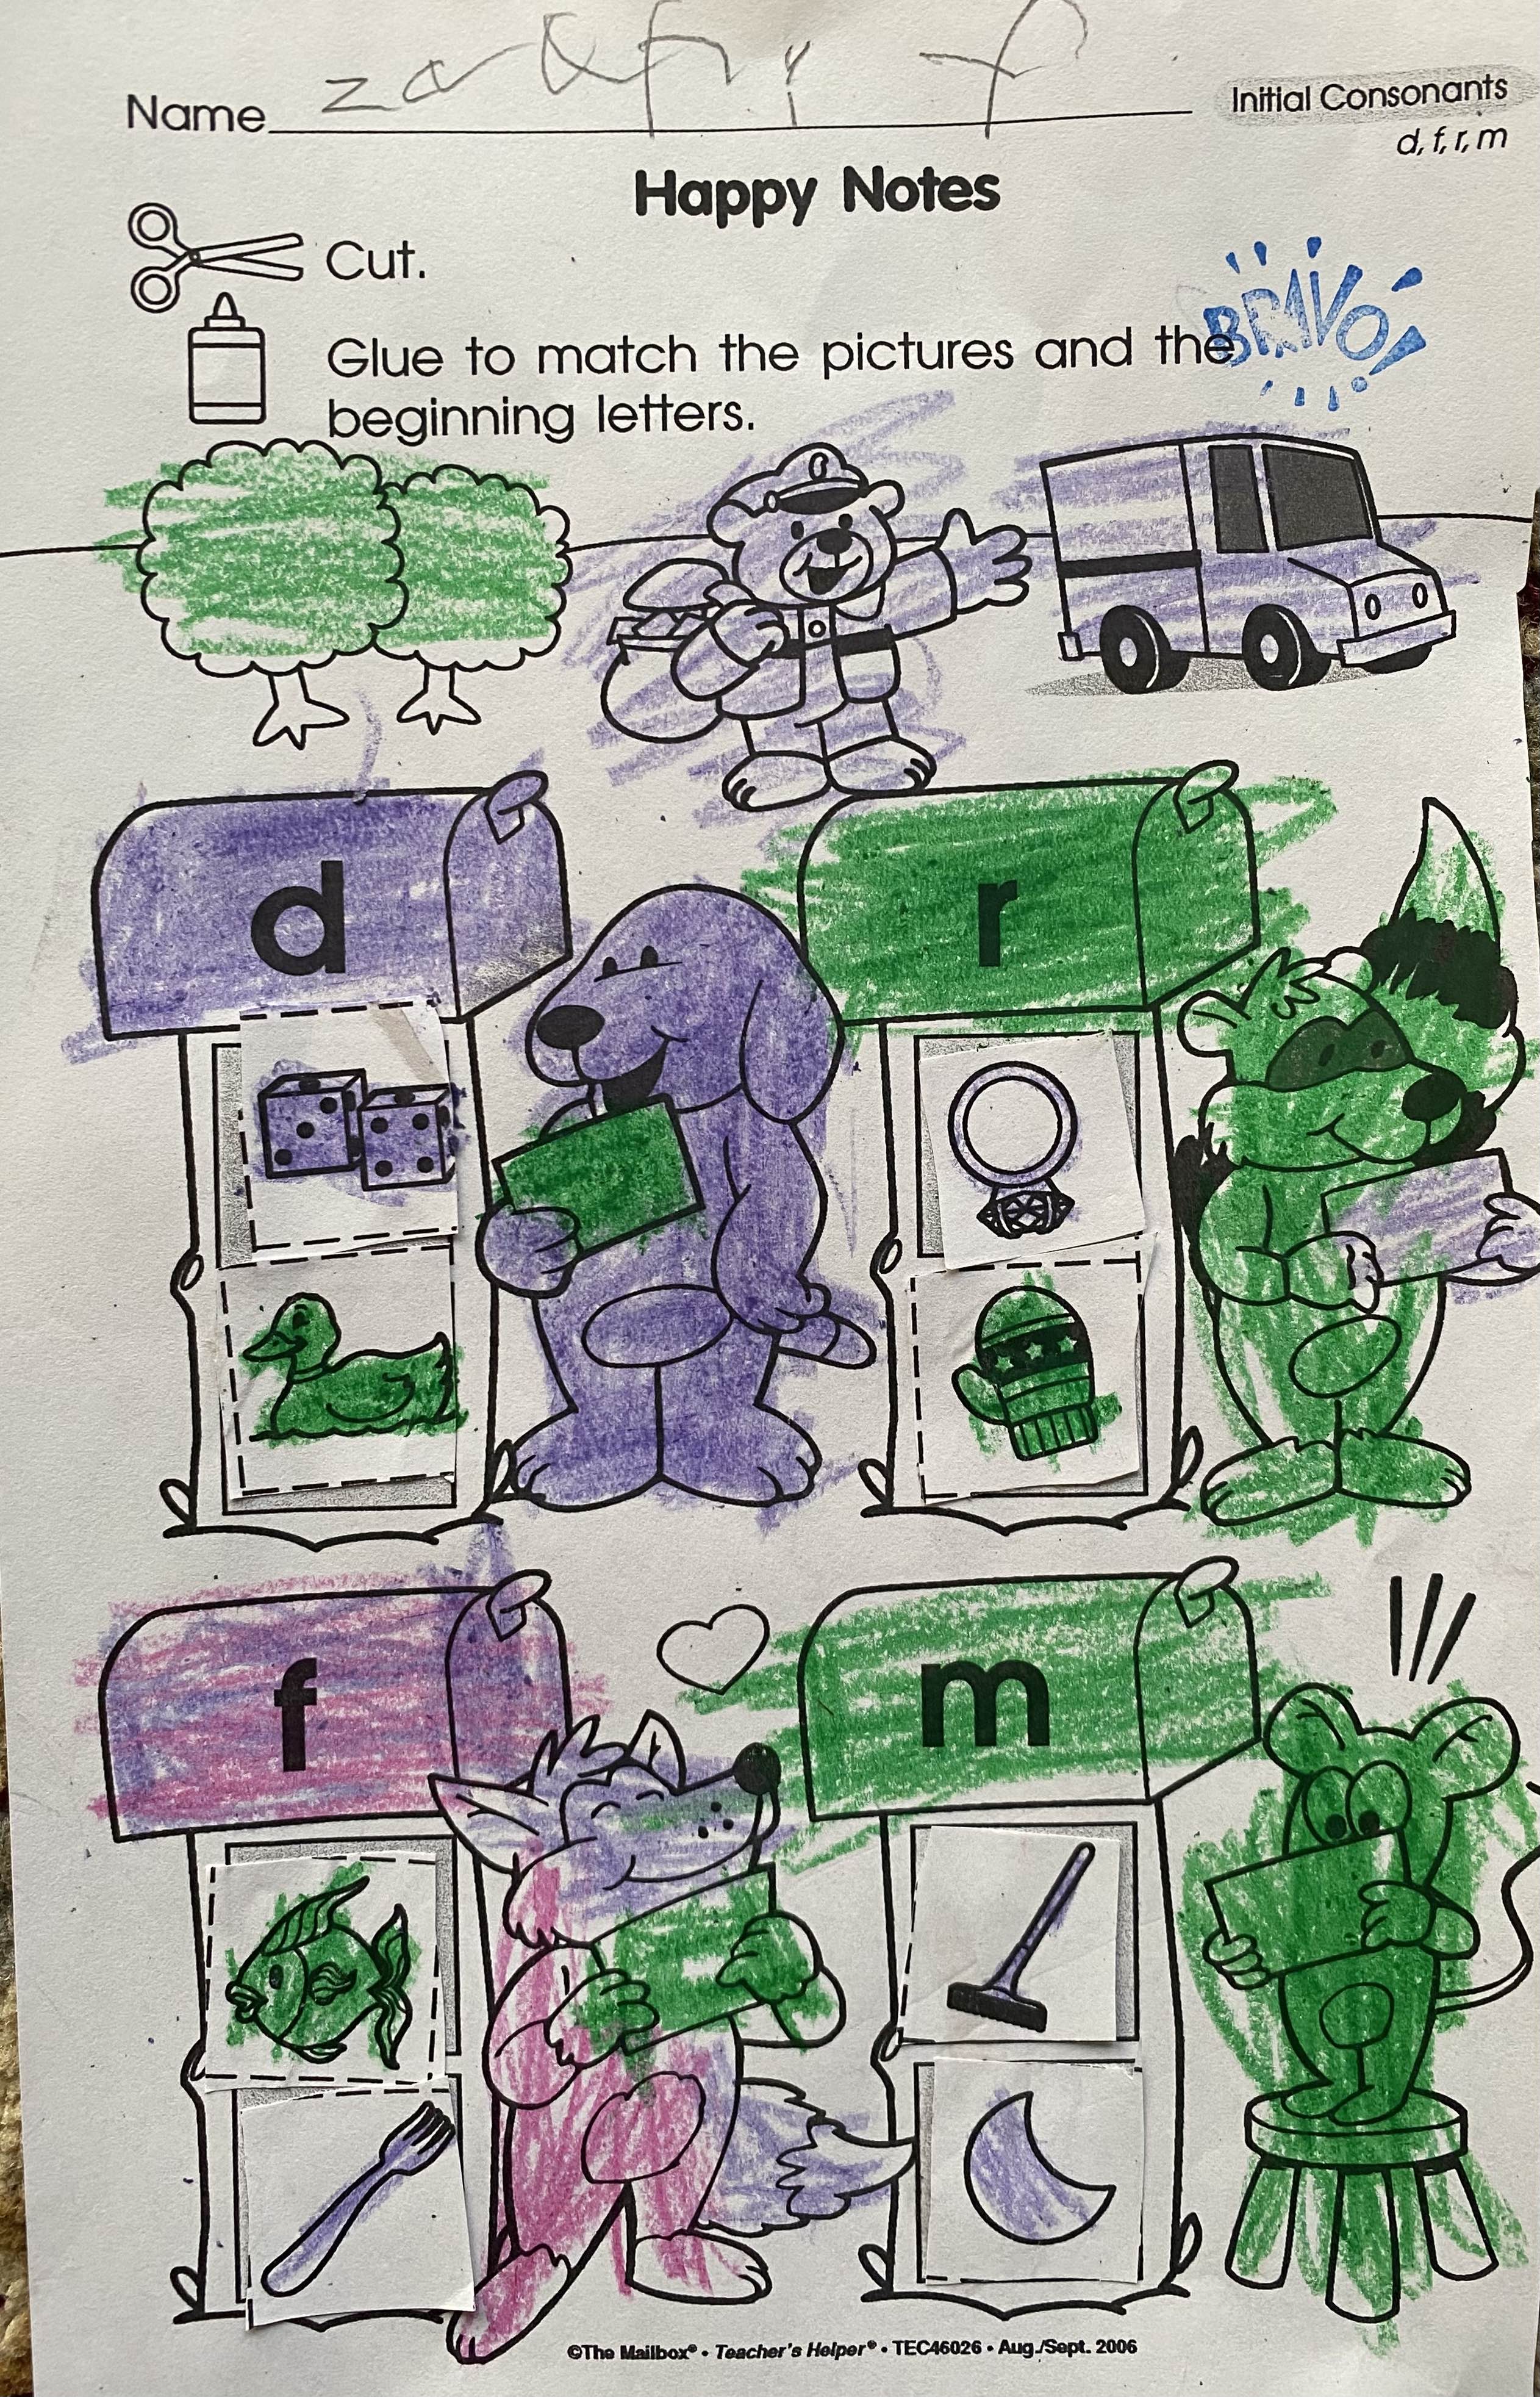 Name
Initial Consonants
d, f, r, m
Happy Notes
Cut.
BRAVO!
Glue to match the pictures and the
beginning letters.
d
r
f
m
©The Mailbox® • Teacher's Helper® • TEC46026 • Aug./Sept. 2006